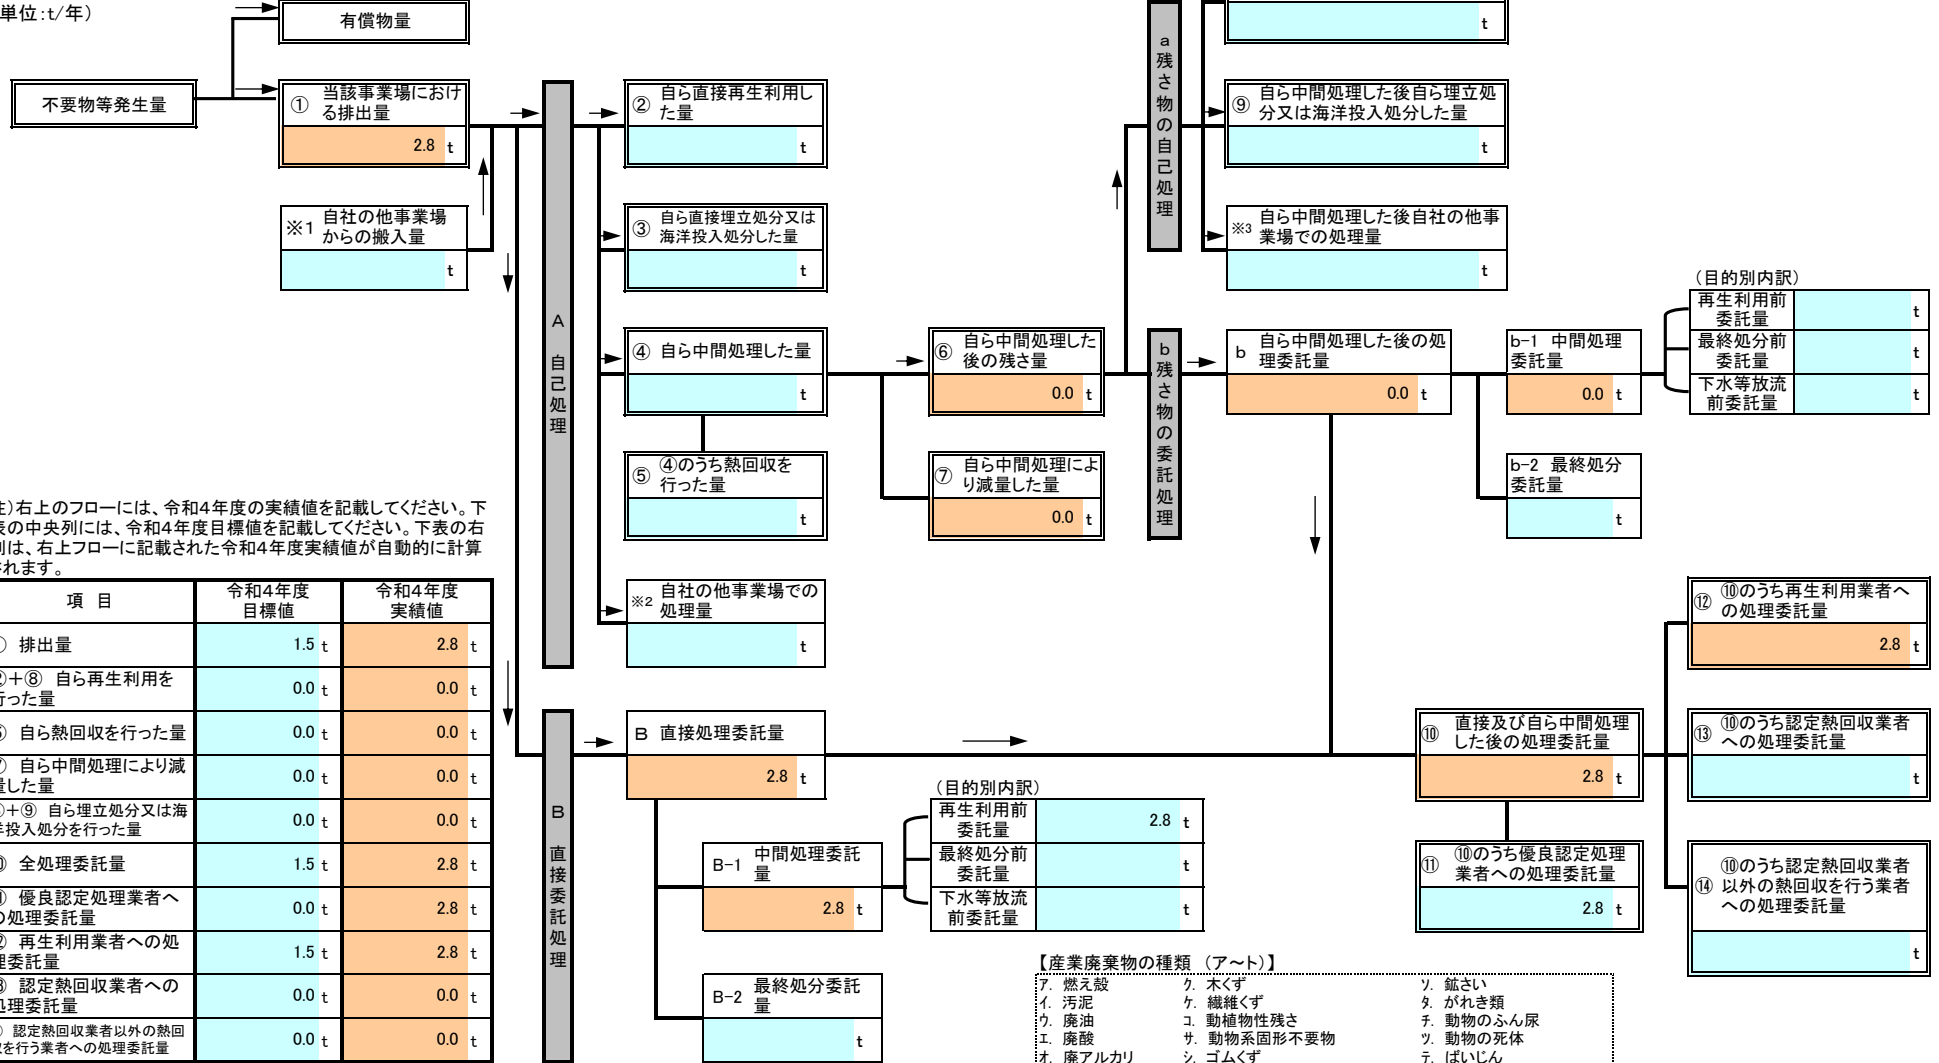 単位:t/年）
有償物量
不要物等発生量
① 当該事業場におけ
る排出量
2.8 t
※1 自社の他事業場
からの搬入量
t
A 自己処理
② 自ら直接再生利用し
た量
t
③ 自ら直接埋立処分又は
海洋投入処分した量
t
④ 自ら中間処理した量
t
⑤ ④のうち熱回収を
行った量
t
※2 自社の他事業場での
処理量
t
⑥ 自ら中間処理した
後の残さ量
0.0 t
⑦ 自ら中間処理によ
り減量した量
0.0 t
a 残さ物の自己処理
t
⑨ 自ら中間処理した後自ら埋立処
分又は海洋投入処分した量
t
※3 自ら中間処理した後自社の他事
業場での処理量
t
b 残さ物の委託処理
b 自ら中間処理した後の処
理委託量
0.0 t
b-1 中間処理
委託量
0.0 t
b-2 最終処分
委託量
t
（目的別内訳）
再生利用前
委託量
t
最終処分前
委託量
t
下水等放流
前委託量
t
注）右上のフローには、令和4年度の実績値を記載してください。下
表の中央列には、令和4年度目標値を記載してください。下表の右
列は、右上フローに記載された令和4年度実績値が自動的に計算
されます。
項 目 令和4年度
目標値 令和4年度
実績値
排出量 1.5 t 2.8 t
②+⑧ 自ら再生利用を
行った量 0.0 t 0.0 t
自ら熱回収を行った量 0.0 t 0.0 t
自ら中間処理により減
量した量 0.0 t 0.0 t
+⑨ 自ら埋立処分又は海
洋投入処分を行った量 0.0 t 0.0 t
全処理委託量 1.5 t 2.8 t
優良認定処理業者へ
の処理委託量 0.0 t 2.8 t
再生利用業者への処
理委託量 1.5 t 2.8 t
認定熱回収業者への
処理委託量 0.0 t 0.0 t
認定熱回収業者以外の熱回
収を行う業者への処理委託量 0.0 t 0.0 t
B 直接委託処理
B 直接処理委託量
2.8 t
B-1 中間処理委託
量
2.8 t
B-2 最終処分委託
量
t
（目的別内訳）
再生利用前
委託量
2.8 t
最終処分前
委託量
t
下水等放流
前委託量
t
⑩ 直接及び自ら中間処理
した後の処理委託量
2.8 t
⑪ ⑩のうち優良認定処理
業者への処理委託量
2.8 t
⑫ ⑩のうち再生利用業者へ
の処理委託量
2.8 t
⑬ ⑩のうち認定熱回収業者
への処理委託量
t
⑭ ⑩のうち認定熱回収業者
以外の熱回収を行う業者
への処理委託量
t
【産業廃棄物の種類 （ア～ト）】
ア. 燃え殻 ク. 木くず ソ. 鉱さい
イ. 汚泥 ケ. 繊維くず タ. がれき類
ウ. 廃油 コ. 動植物性残さ チ. 動物のふん尿
エ. 廃酸 サ. 動物系固形不要物 ツ. 動物の死体
オ. 廃アルカリ シ. ゴムくず テ. ばいじん